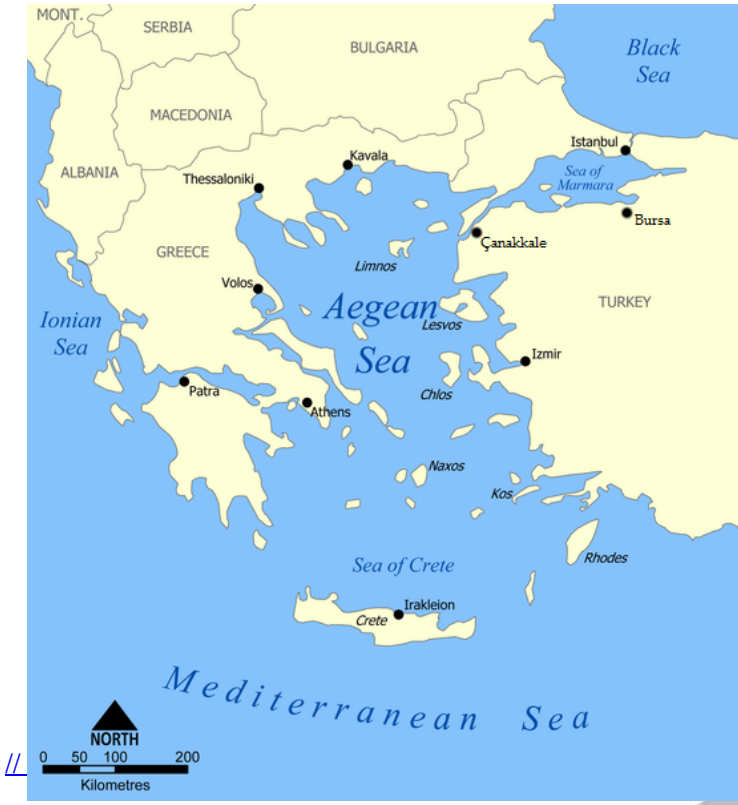 MONT.
SERBIA
BULGARIA
Black
Sea
MACEDONIA
Istanbul
Kavala
ALBANIA
Thessaloniki
Sea of
Marmara
Bursa
Çanakkale
GREECE
Limnos
Volos
Aegean
Sea
TURKEY
Ionian
Sea
Lesvos
Izmir
Patra
Chlos
Athens
Naxos
Kos
Rhodes
Sea of Crete
Irakleion
Crete
Mediterranean Sea
NORTH
0 50 100 200
Kilometres
//